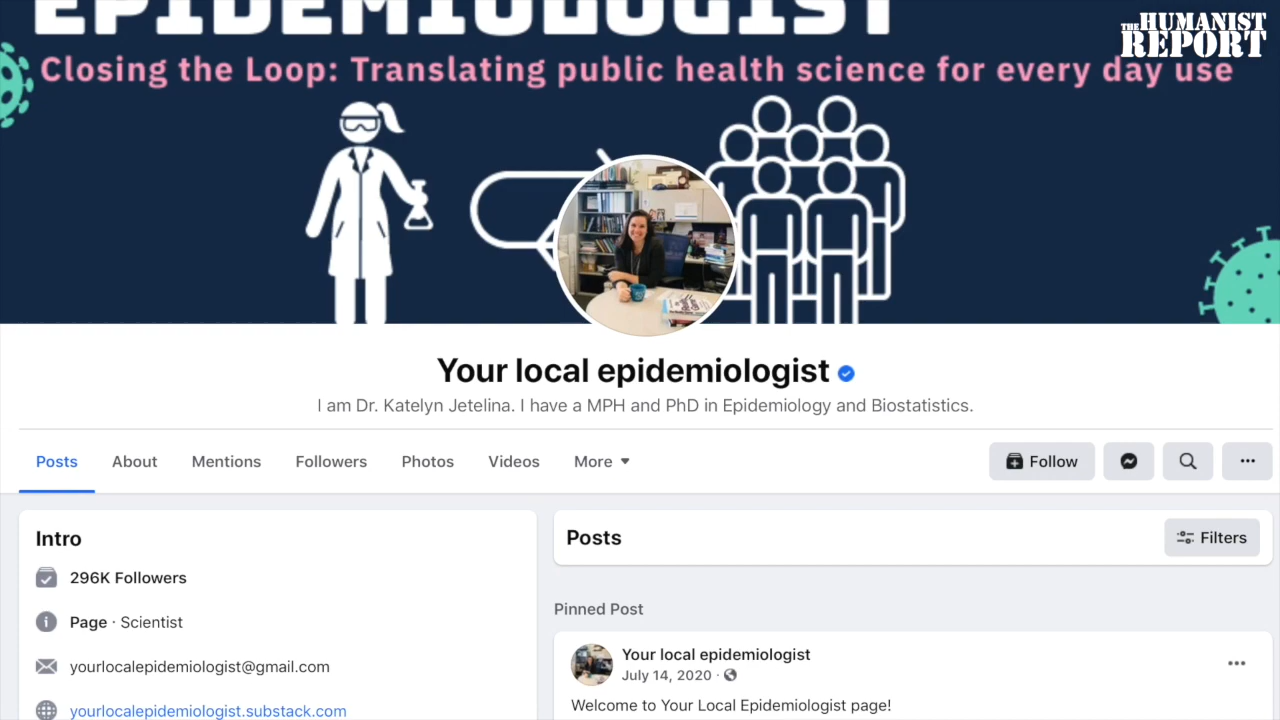 EPIDEMIOLOGIST
THE HUMANIST
REPORT
Closing the Loop: Translating public health science for every day use
Your local epidemiologist
I am Dr. Katelyn Jetelina. I have a MPH and PhD in Epidemiology and Biostatistics.
Posts About Mentions Followers Photos Videos More Follow
Intro
296K Followers
Page · Scientist
yourlocalepidemiologist@gmail.com
yourlocalepidemiologist.substack.com
Posts
Filters
Pinned Post
Your local epidemiologist
July 14, 2020 ·
Welcome to Your Local Epidemiologist page!